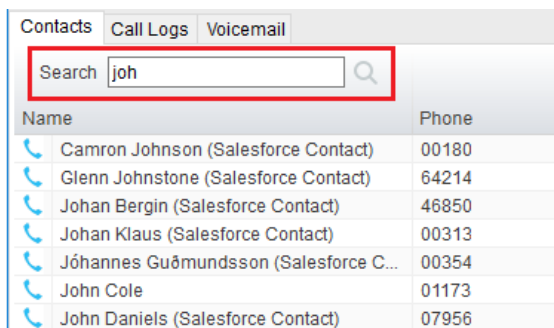 Contacts Call Logs Voicemail
Search joh
Name Phone
Camron Johnson (Salesforce Contact) 00180
Glenn Johnstone (Salesforce Contact) 64214
Johan Bergin (Salesforce Contact) 46850
Johan Klaus (Salesforce Contact) 00313
Jóhannes Guðmundsson (Salesforce C... 00354
John Cole 01173
John Daniels (Salesforce Contact) 07956